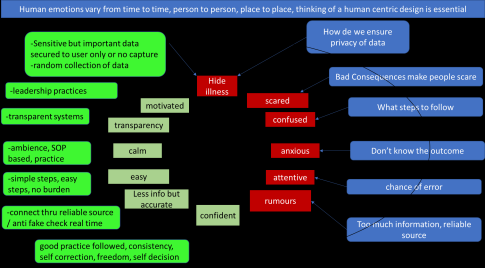 Human emotions vary from time to time, person to person, place to place, thinking of a human centric design is essential
-Sensitive but important data
secured to user only or no capture
-random collection of data
How do we ensure
privacy of data
Hide
illness
Bad Consequences make people scare
-leadership practices
motivated
scared
What steps to follow
-transparent systems
transparency
confused
-ambience, SOP
based, practice
calm
anxious
Don't know the outcome
-simple steps, easy
steps, no burden
easy
attentive
chance of error
Less info but
accurate
rumours
-connect thru reliable source
/ anti fake check real time
confident
Too much information, reliable
source
good practice followed, consistency,
self correction, freedom, self decision